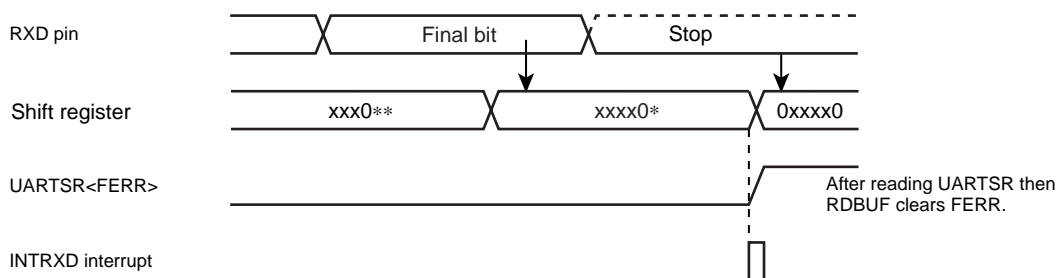 RXD pin
Final bit
Stop
Shift register
xxx0**
xxxx0*
0xxxx0
UARTSR<FERR>
After reading UARTSR then
RDBUF clears FERR.
INTRXD interrupt